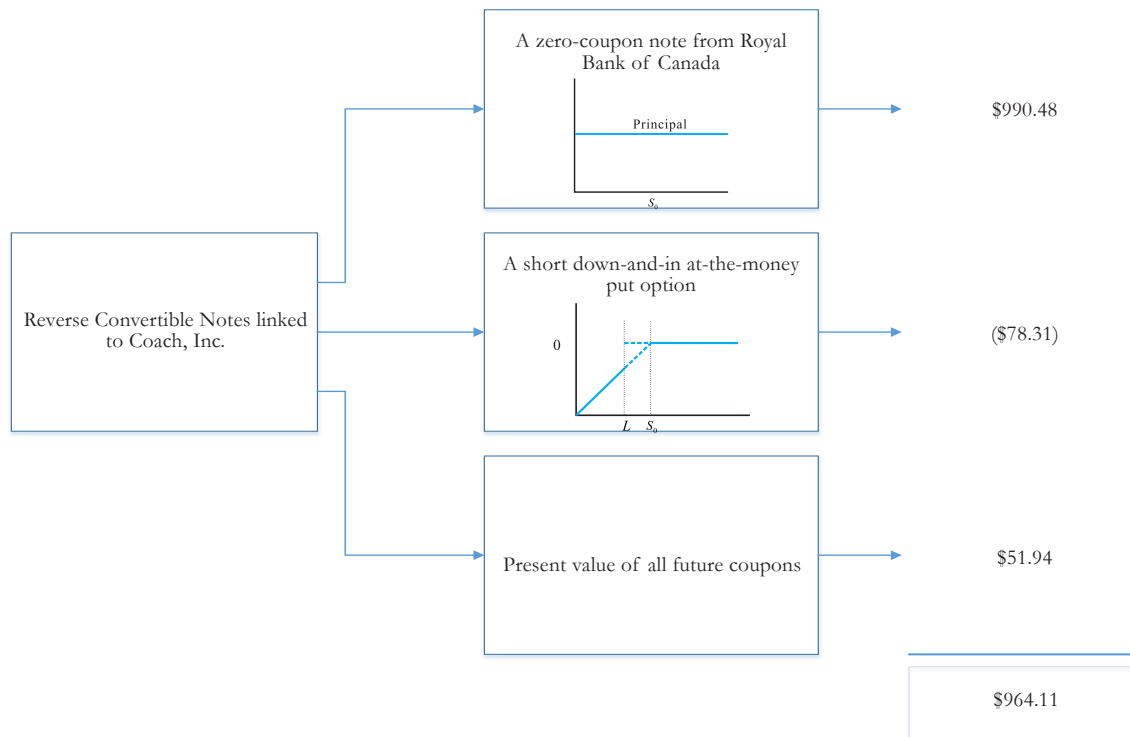 A zero-coupon note from Royal
Bank of Canada
Principal
S₀
$990.48
Reverse Convertible Notes linked
to Coach, Inc.
A short down-and-in at-the-money
put option
0
L S₀
($78.31)
Present value of all future coupons
$51.94
$964.11